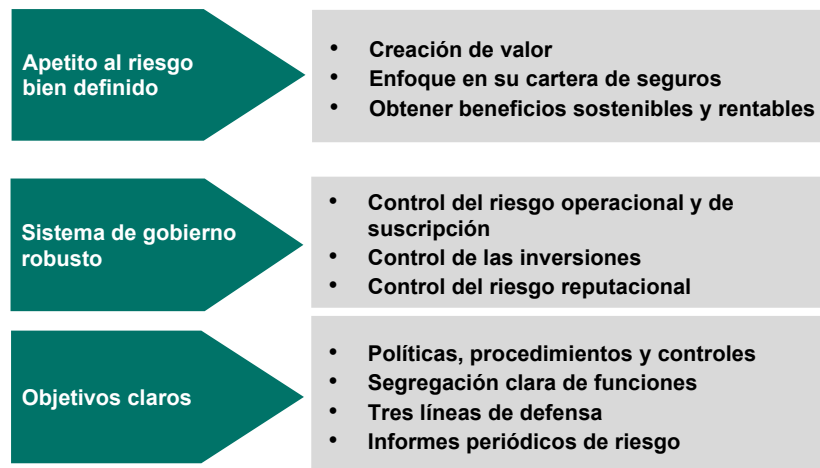 Apetito al riesgo
bien definido
• Creación de valor
• Enfoque en su cartera de seguros
• Obtener beneficios sostenibles y rentables
Sistema de gobierno
robusto
• Control del riesgo operacional y de
suscripción
• Control de las inversiones
• Control del riesgo reputacional
Objetivos claros
• Políticas, procedimientos y controles
• Segregación clara de funciones
• Tres líneas de defensa
• Informes periódicos de riesgo